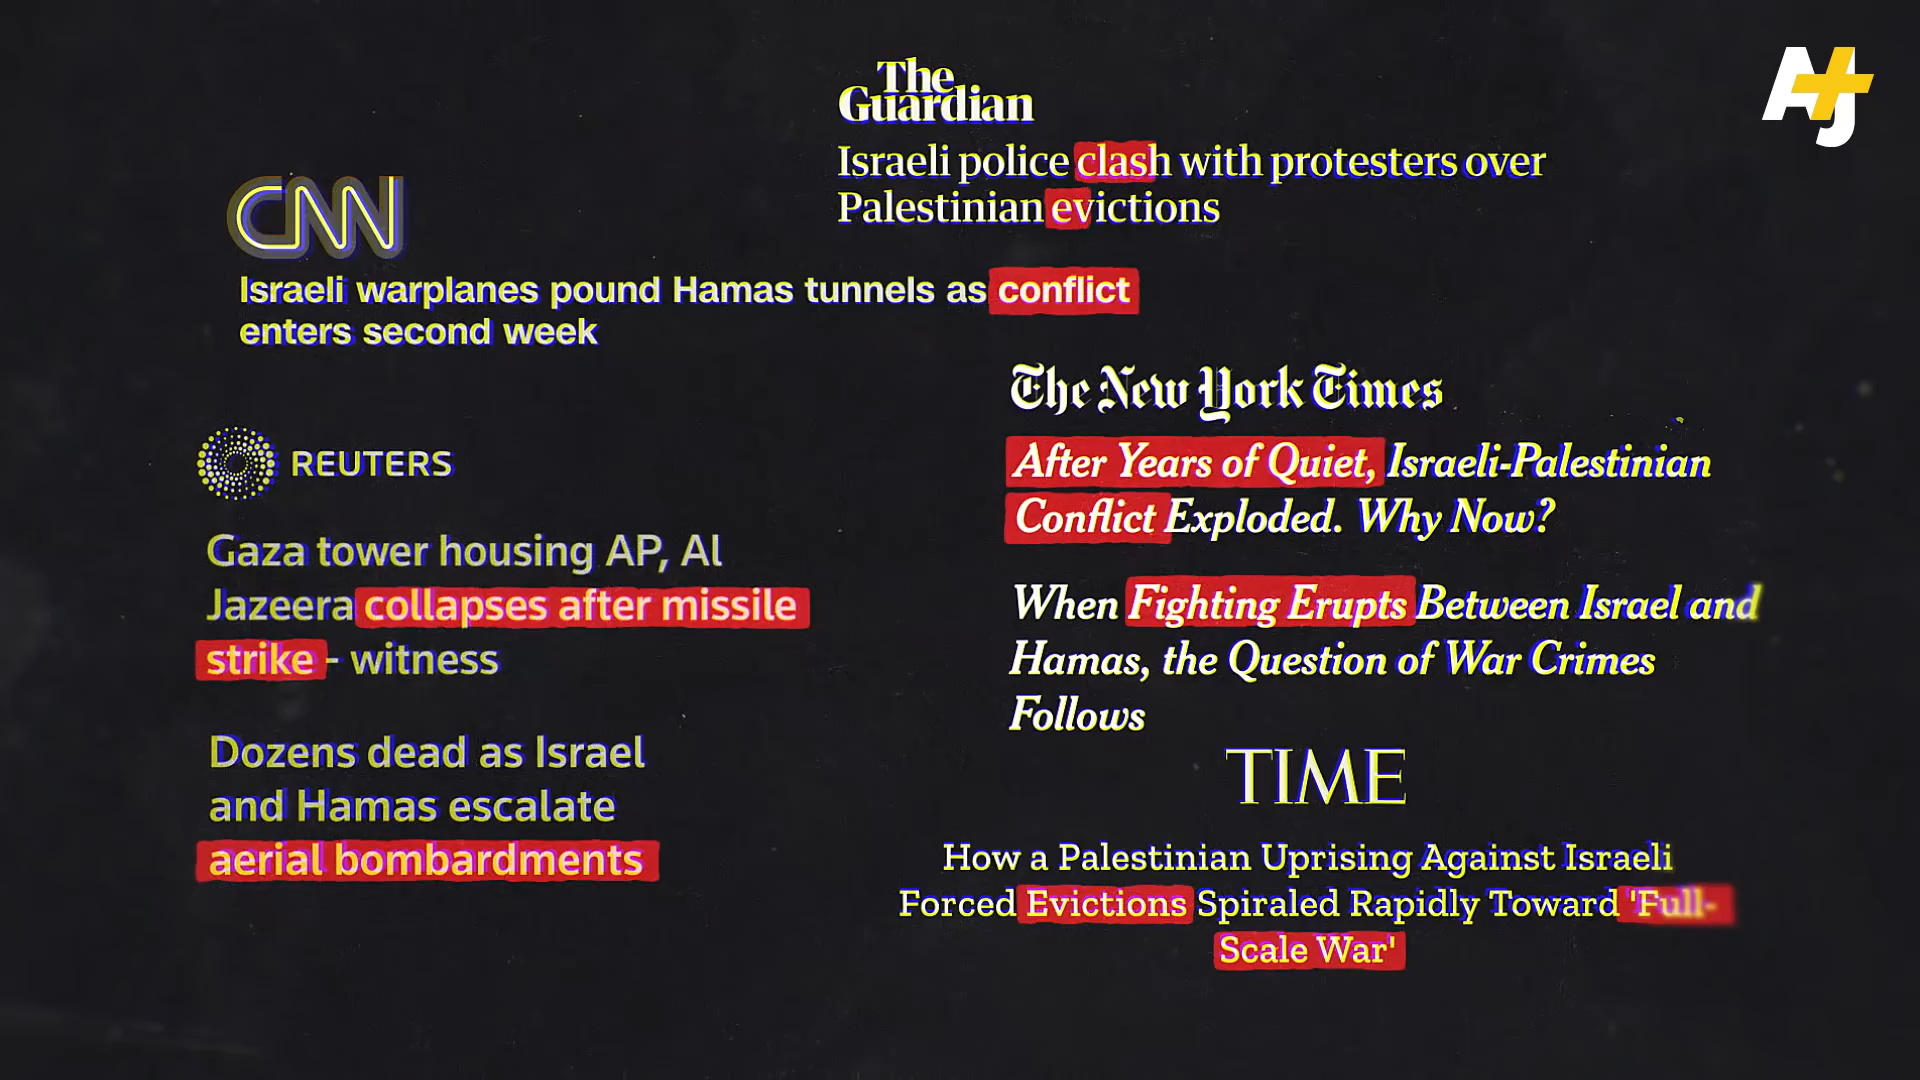 The
Guardian
Israeli police clash with protesters over
Palestinian evictions
AJ+
CNN
Israeli warplanes pound Hamas tunnels as conflict
enters second week
The New York Times
After Years of Quiet, Israeli-Palestinian
Conflict Exploded. Why Now?
When Fighting Erupts Between Israel and
Hamas, the Question of War Crimes
Follows
REUTERS
Gaza tower housing AP, Al
Jazeera collapses after missile
strike - witness
Dozens dead as Israel
and Hamas escalate
aerial bombardments
TIME
How a Palestinian Uprising Against Israeli
Forced Evictions Spiraled Rapidly Toward 'Full-
Scale War'